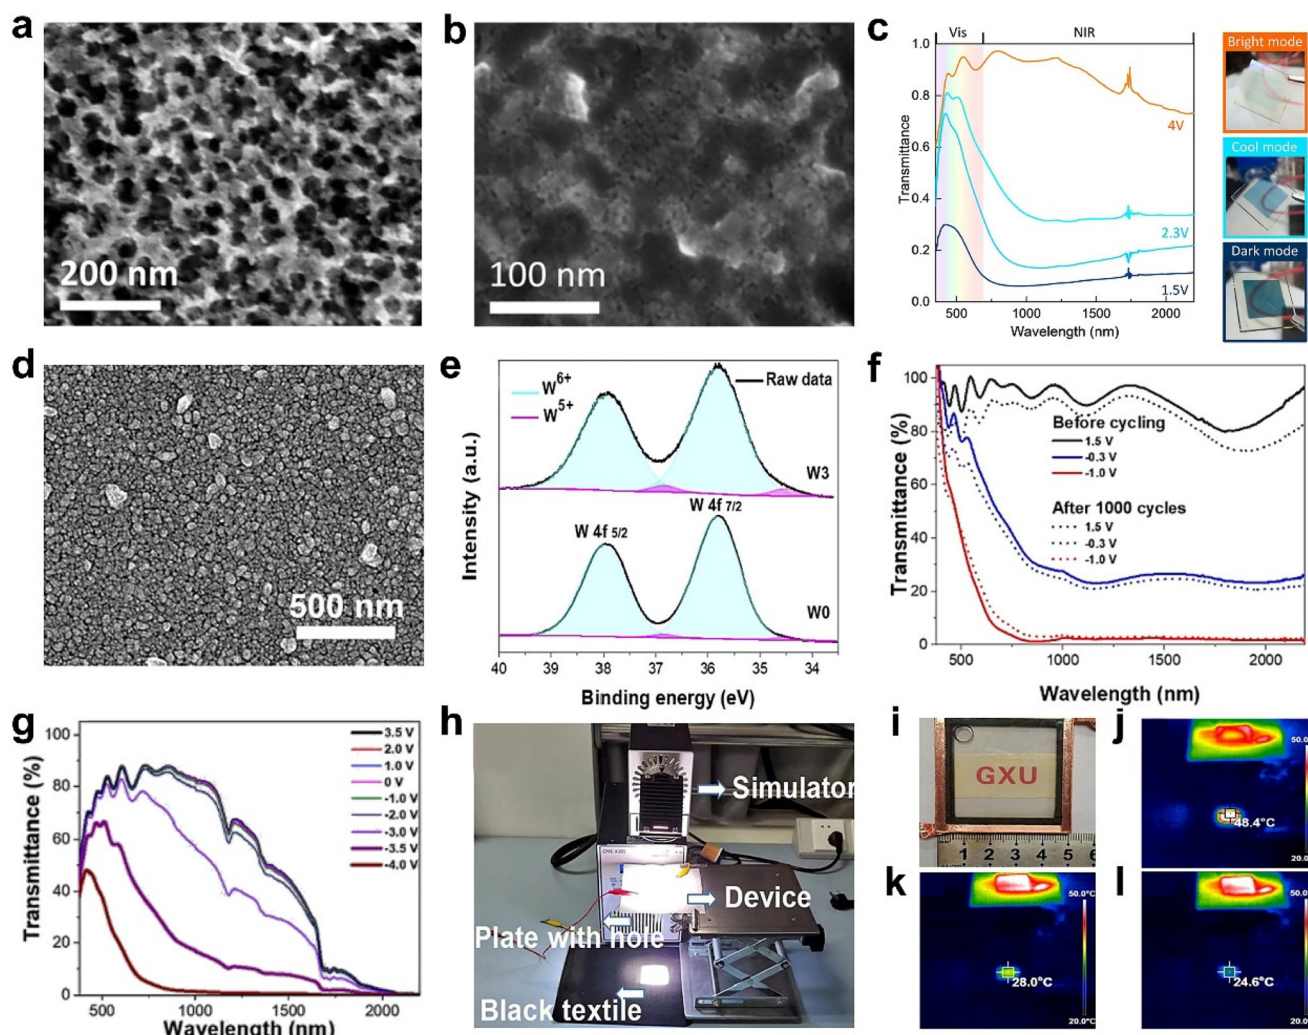 a
200 nm
b
100 nm
c
Vis
NIR
1.0
0.8
0.6
0.4
0.2
0.0
Transmittance
4V
2.3V
1.5V
500
1000
1500
2000
Wavelength (nm)
Bright mode
Cool mode
Dark mode
d
500 nm
e
W6+
W5+
Raw data
W3
W 4f 5/2
W 4f 7/2
W0
Intensity (a.u.)
40
39
38
37
36
35
34
Binding energy (eV)
f
100
80
60
40
20
0
Transmittance (%)
Before cycling
1.5 V
-0.3 V
-1.0 V
After 1000 cycles
1.5 V
-0.3 V
-1.0 V
500
1000
1500
2000
Wavelength (nm)
g
100
80
60
40
20
0
Transmittance (%)
3.5 V
2.0 V
1.0 V
0 V
-1.0 V
-2.0 V
-3.0 V
-3.5 V
-4.0 V
500
1000
1500
2000
Wavelength (nm)
h
Simulator
Device
Plate with hole
Black textile
i
GXU
1 2 3 4 5 6
j
50.0
48.4°C
20.0°C
k
50.0°C
28.0°C
20.0°C
l
50.0°C
24.6°C
20.0°C